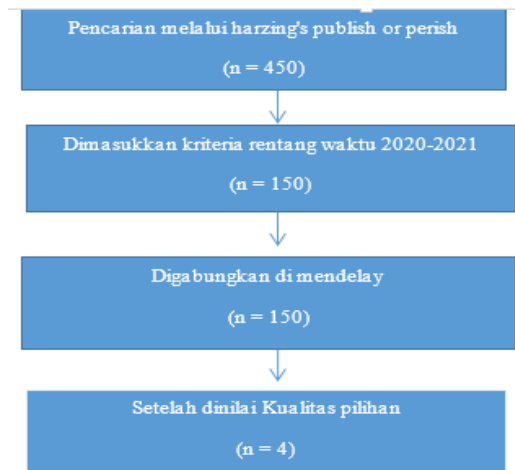 Pencarian melalui harzing's publish or perish
(n = 450)
Dimasukkan kriteria rentang waktu 2020-2021
(n = 150)
Digabungkan di mendelay
(n = 150)
Setelah dinilai Kualitas pilihan
(n = 4)